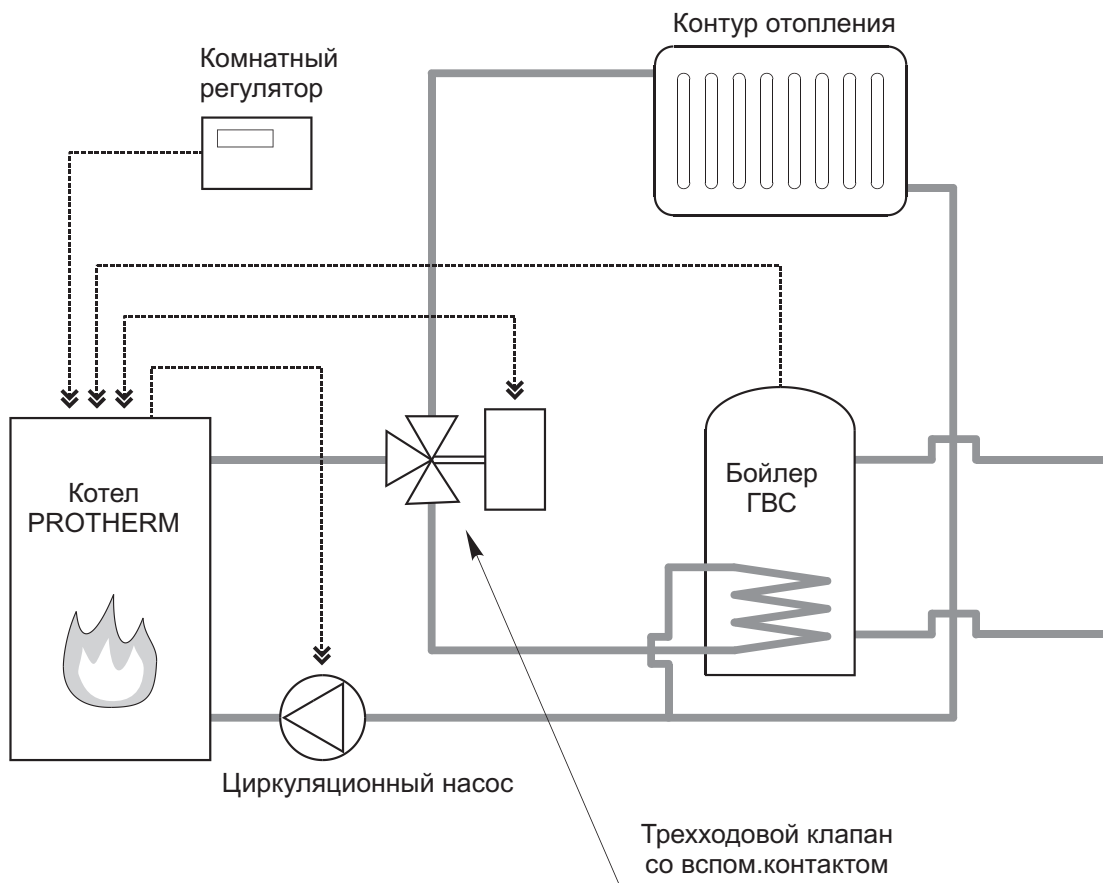 Контур отопления
Комнатный
регулятор
Котел
PROTHERM
Бойлер
ГВС
Циркуляционный насос
Трехходовой клапан
со вспом.контактом